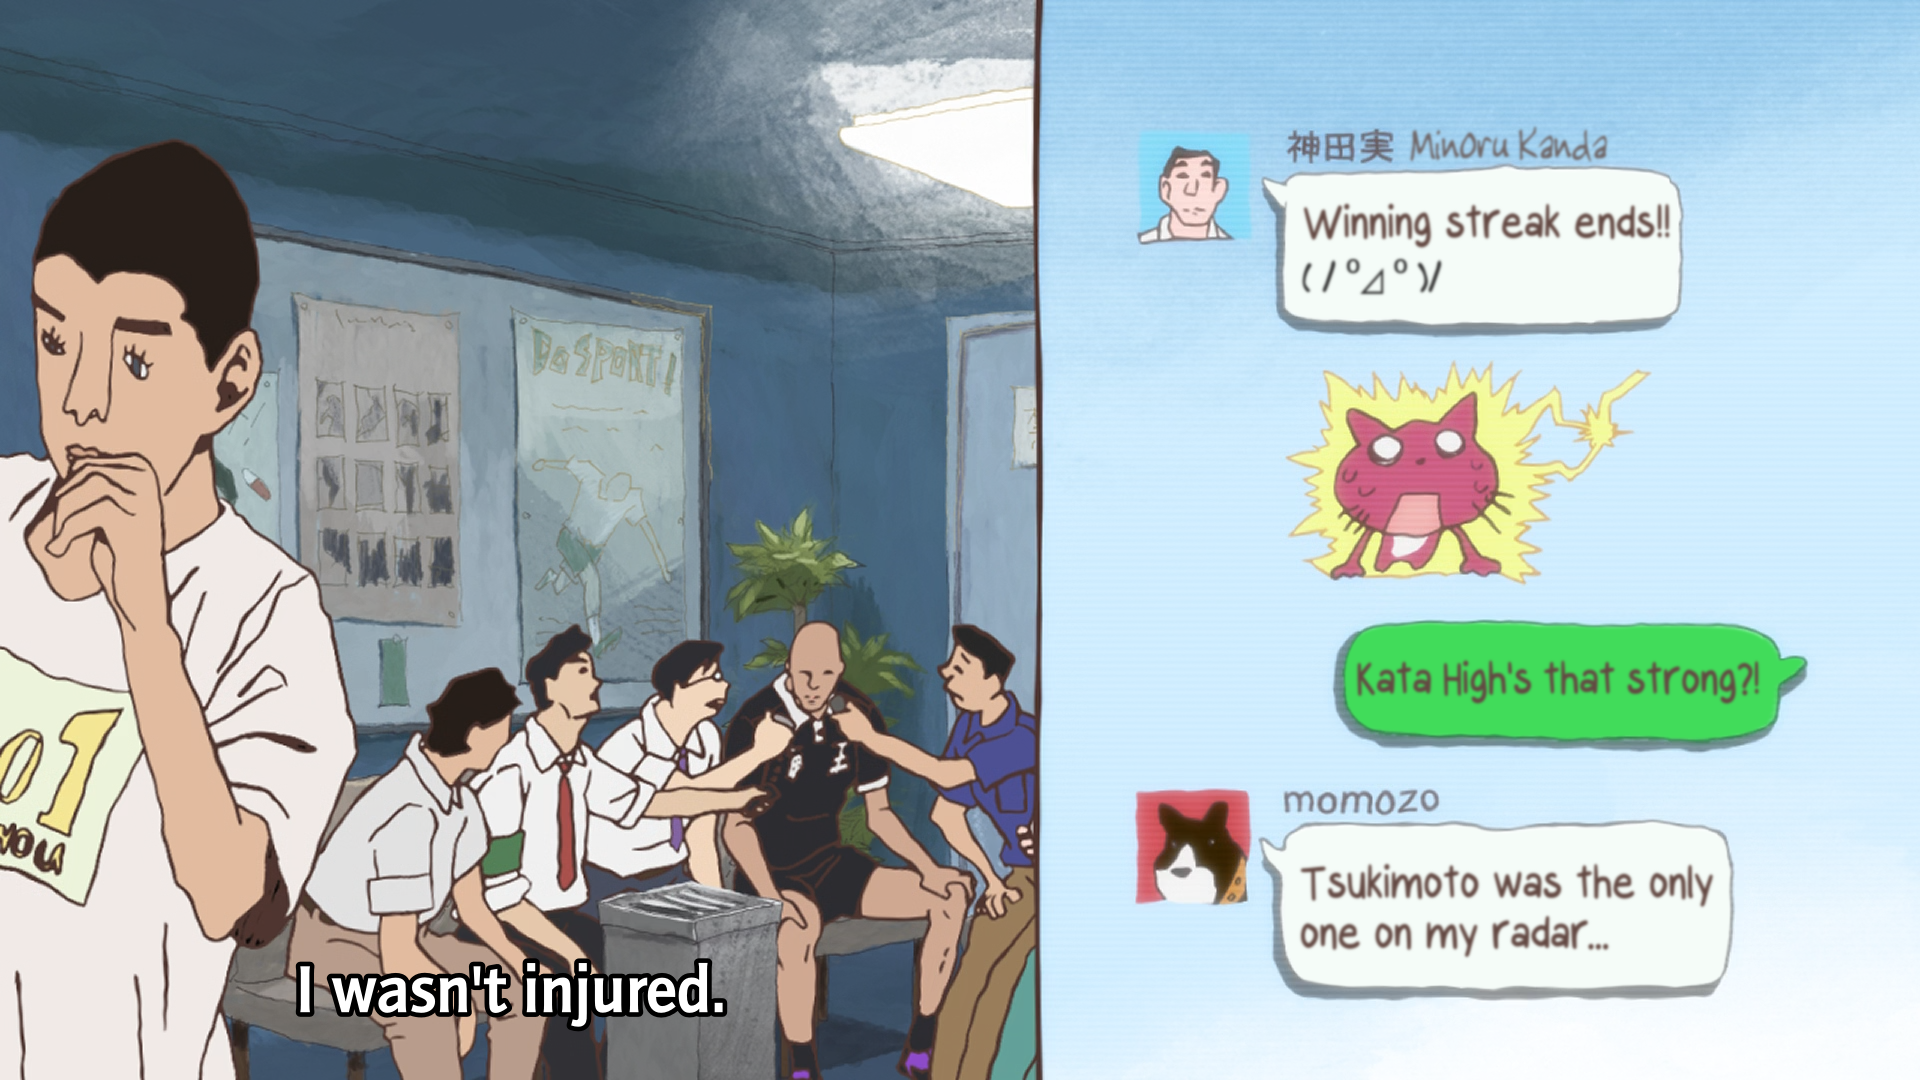 神田実 Minoru Kanda
Winning streak ends!!
(/°⊿°)/
Kata High's that strong?!
momozo
Tsukimoto was the only
one on my radar...
DO SPORT!
01
I wasn't injured.